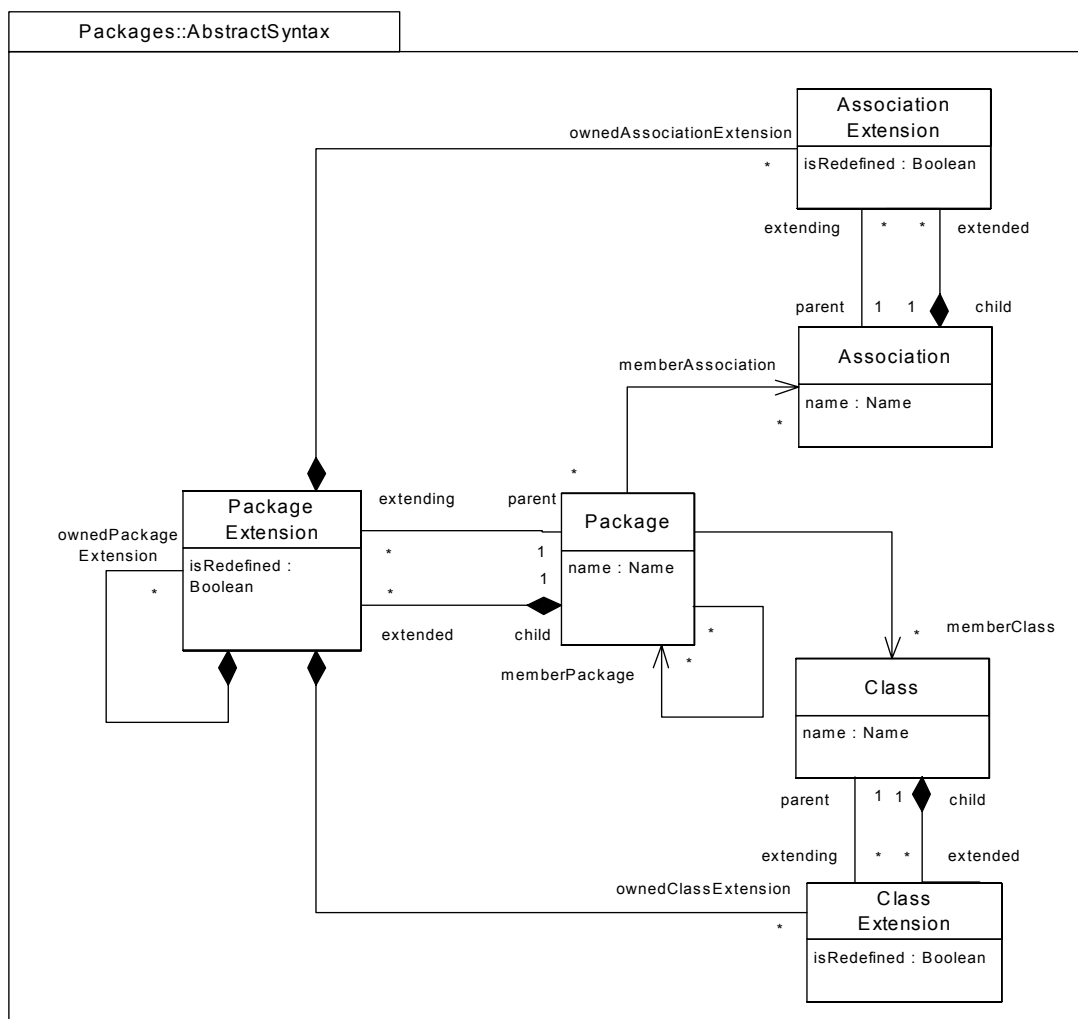 Packages::AbstractSyntax
Association
Extension
isRedefined : Boolean
ownedAssociationExtension
*
extending * * extended
parent 1 1 child
Association
name : Name
memberAssociation
*
*
Package
Extension
isRedefined :
Boolean
ownedPackage
Extension
*
extending parent
* 1
* 1
extended child
Package
name : Name
*
*
memberPackage
* memberClass
Class
name : Name
parent 1 1 child
extending * * extended
ownedClassExtension
*
Class
Extension
isRedefined : Boolean